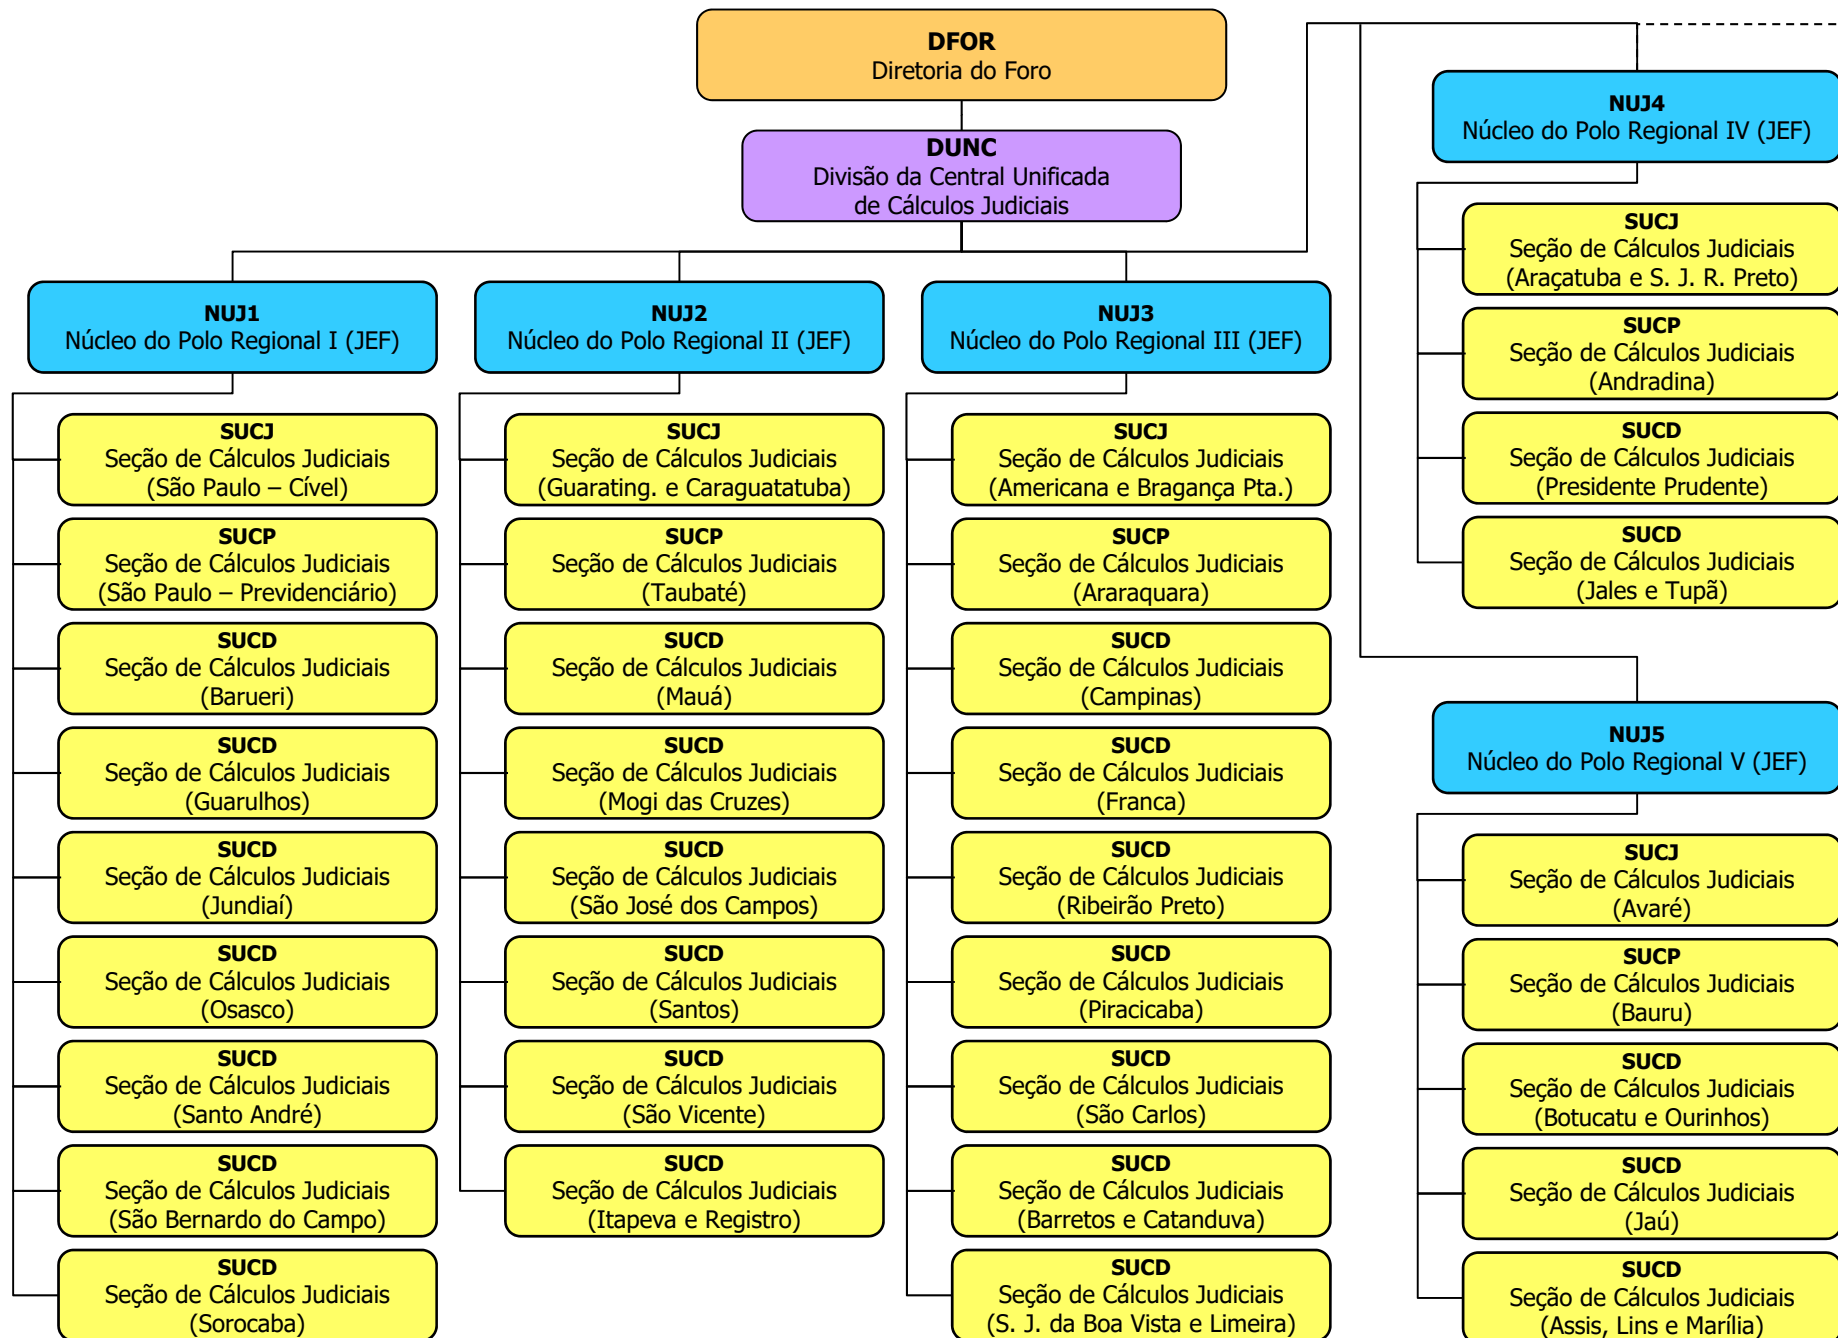 DFOR
Diretoria do Foro
DUNC
Divisão da Central Unificada
de Cálculos Judiciais
NUJ1
Núcleo do Polo Regional I (JEF)
SUCJ
Seção de Cálculos Judiciais
(São Paulo – Cível)
SUCP
Seção de Cálculos Judiciais
(São Paulo – Previdenciário)
SUCD
Seção de Cálculos Judiciais
(Barueri)
SUCD
Seção de Cálculos Judiciais
(Guarulhos)
SUCD
Seção de Cálculos Judiciais
(Jundiaí)
SUCD
Seção de Cálculos Judiciais
(Osasco)
SUCD
Seção de Cálculos Judiciais
(Santo André)
SUCD
Seção de Cálculos Judiciais
(São Bernardo do Campo)
SUCD
Seção de Cálculos Judiciais
(Sorocaba)
NUJ2
Núcleo do Polo Regional II (JEF)
SUCJ
Seção de Cálculos Judiciais
(Guarating. e Caraguatatuba)
SUCP
Seção de Cálculos Judiciais
(Taubaté)
SUCD
Seção de Cálculos Judiciais
(Mauá)
SUCD
Seção de Cálculos Judiciais
(Mogi das Cruzes)
SUCD
Seção de Cálculos Judiciais
(São José dos Campos)
SUCD
Seção de Cálculos Judiciais
(Santos)
SUCD
Seção de Cálculos Judiciais
(São Vicente)
SUCD
Seção de Cálculos Judiciais
(Itapeva e Registro)
NUJ3
Núcleo do Polo Regional III (JEF)
SUCJ
Seção de Cálculos Judiciais
(Americana e Bragança Pta.)
SUCP
Seção de Cálculos Judiciais
(Araraquara)
SUCD
Seção de Cálculos Judiciais
(Campinas)
SUCD
Seção de Cálculos Judiciais
(Franca)
SUCD
Seção de Cálculos Judiciais
(Ribeirão Preto)
SUCD
Seção de Cálculos Judiciais
(Piracicaba)
SUCD
Seção de Cálculos Judiciais
(São Carlos)
SUCD
Seção de Cálculos Judiciais
(Barretos e Catanduva)
SUCD
Seção de Cálculos Judiciais
(S. J. da Boa Vista e Limeira)
NUJ4
Núcleo do Polo Regional IV (JEF)
SUCJ
Seção de Cálculos Judiciais
(Araçatuba e S. J. R. Preto)
SUCP
Seção de Cálculos Judiciais
(Andradina)
SUCD
Seção de Cálculos Judiciais
(Presidente Prudente)
SUCD
Seção de Cálculos Judiciais
(Jales e Tupã)
NUJ5
Núcleo do Polo Regional V (JEF)
SUCJ
Seção de Cálculos Judiciais
(Avaré)
SUCP
Seção de Cálculos Judiciais
(Bauru)
SUCD
Seção de Cálculos Judiciais
(Botucatu e Ourinhos)
SUCD
Seção de Cálculos Judiciais
(Jaú)
SUCD
Seção de Cálculos Judiciais
(Assis, Lins e Marília)